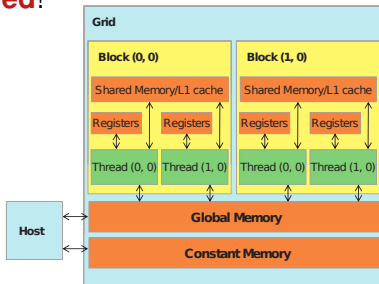 ed!
Grid
Block (0, 0)
Block (1, 0)
Shared Memory/L1 cache
Shared Memory/L1 cache
Registers
Registers
Registers
Registers
Thread (0, 0)
Thread (1, 0)
Thread (0, 0)
Thread (1, 0)
Host
Global Memory
Constant Memory